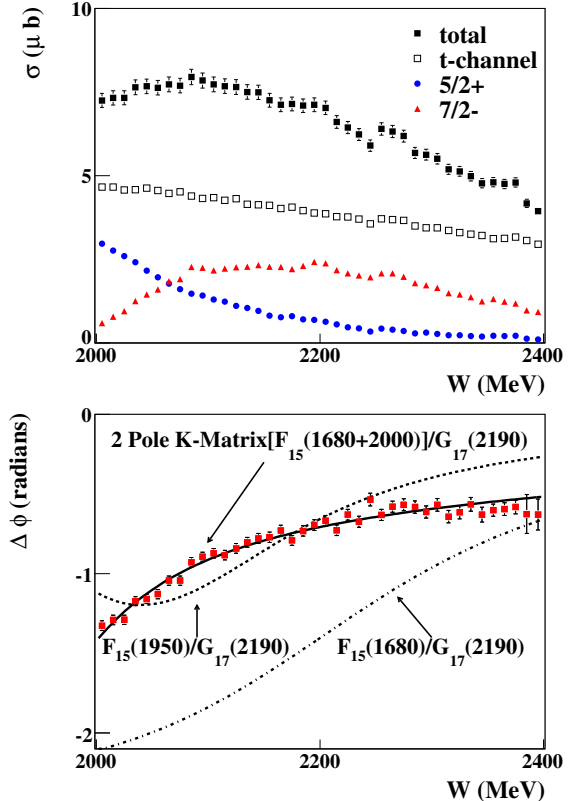 σ (μ b)
10
total
t-channel
5/2+
7/2-
5
0
2000
2200
2400
W (MeV)
Δ ϕ (radians)
0
2 Pole K-Matrix[F₁₅(1680+2000)]/G₁₇(2190)
-1
F₁₅(1950)/G₁₇(2190)
F₁₅(1680)/G₁₇(2190)
-2
2000
2200
2400
W (MeV)